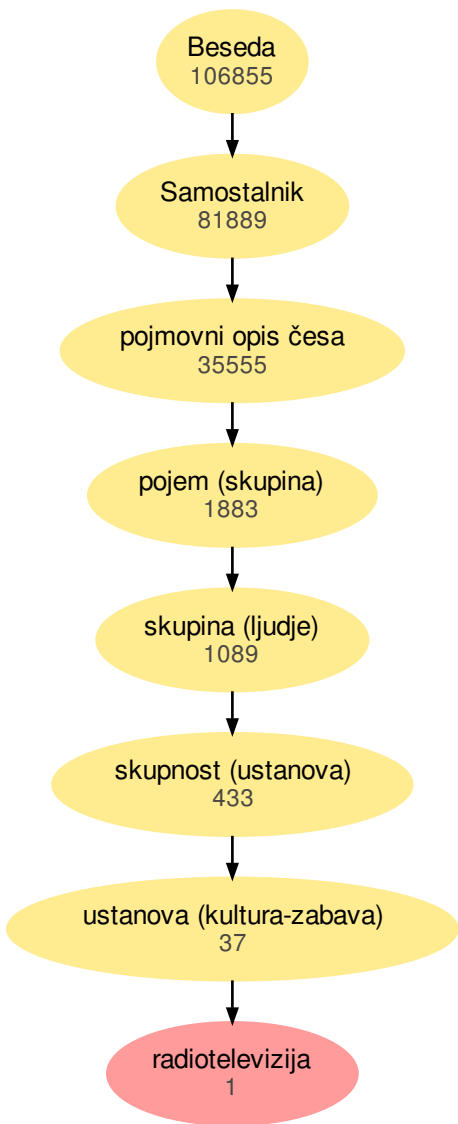 Beseda
106855
Samostalnik
81889
pojmovni opis česa
35555
pojem (skupina)
1883
skupina (ljudje)
1089
skupnost (ustanova)
433
ustanova (kultura-zabava)
37
radiotelevizija
1